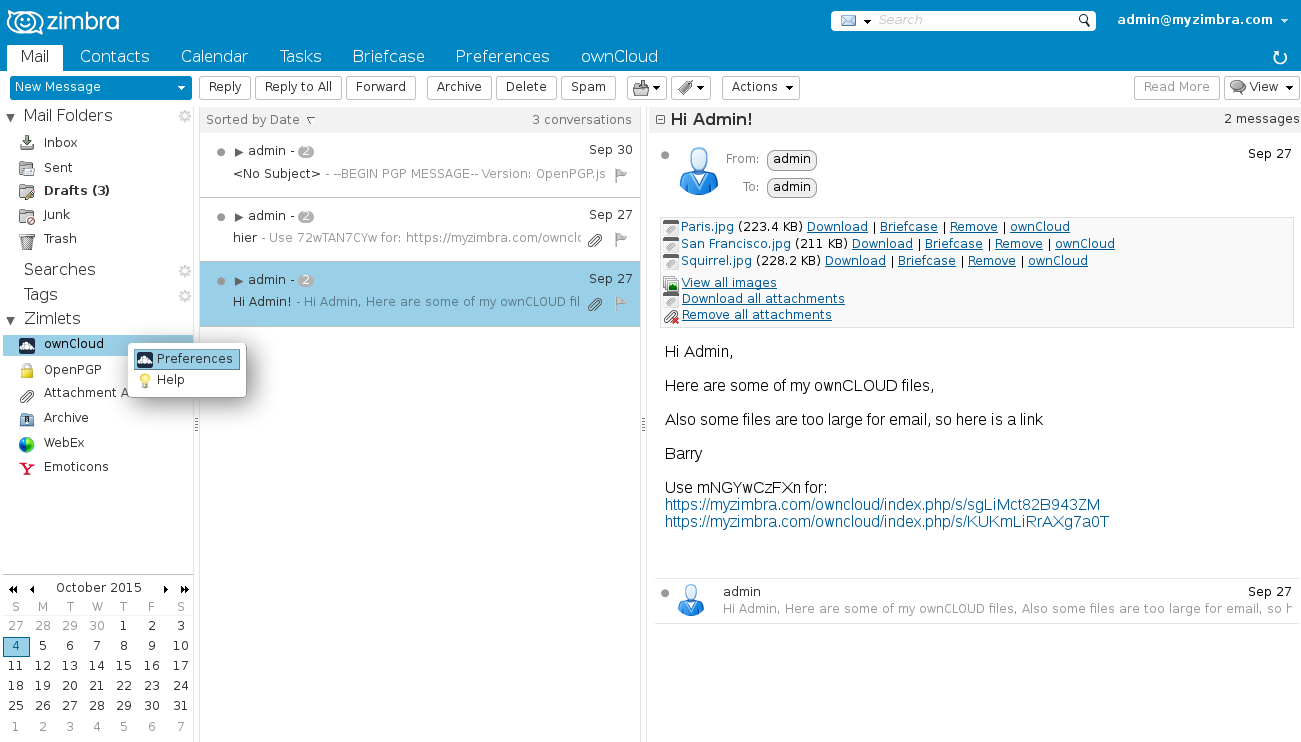 zimbra
Search
admin@myzimbra.com
Mail Contacts Calendar Tasks Briefcase Preferences ownCloud
New Message Reply Reply to All Forward Archive Delete Spam Actions Read More View
Mail Folders
Inbox
Sent
Drafts (3)
Junk
Trash
Searches
Tags
Zimlets
ownCloud
OpenPGP
Attachment A
Archive
WebEx
Emoticons
Preferences
Help
October 2015
S M T W T F S
27 28 29 30 1 2 3
4 5 6 7 8 9 10
11 12 13 14 15 16 17
18 19 20 21 22 23 24
25 26 27 28 29 30 31
1 2 3 4 5 6 7
Sorted by Date 3 conversations
admin - 2 Sep 30
<No Subject> - --BEGIN PGP MESSAGE-- Version: OpenPGP.js
admin - 2 Sep 27
hier - Use 72wTAN7CYw for: https://myzimbra.com/ownclo
admin - 2 Sep 27
Hi Admin! - Hi Admin, Here are some of my ownCLOUD fil
Hi Admin! 2 messages
From: admin Sep 27
To: admin
Paris.jpg (223.4 KB) Download | Briefcase | Remove | ownCloud
San Francisco.jpg (211 KB) Download | Briefcase | Remove | ownCloud
Squirrel.jpg (228.2 KB) Download | Briefcase | Remove | ownCloud
View all images
Download all attachments
Remove all attachments
Hi Admin,
Here are some of my ownCLOUD files,
Also some files are too large for email, so here is a link
Barry
Use mNGYwCzFXn for:
https://myzimbra.com/owncloud/index.php/s/sgLiMct82B943ZM
https://myzimbra.com/owncloud/index.php/s/KUKmLiRrAXg7a0T
admin Sep 27
Hi Admin, Here are some of my ownCLOUD files, Also some files are too large for email, so h